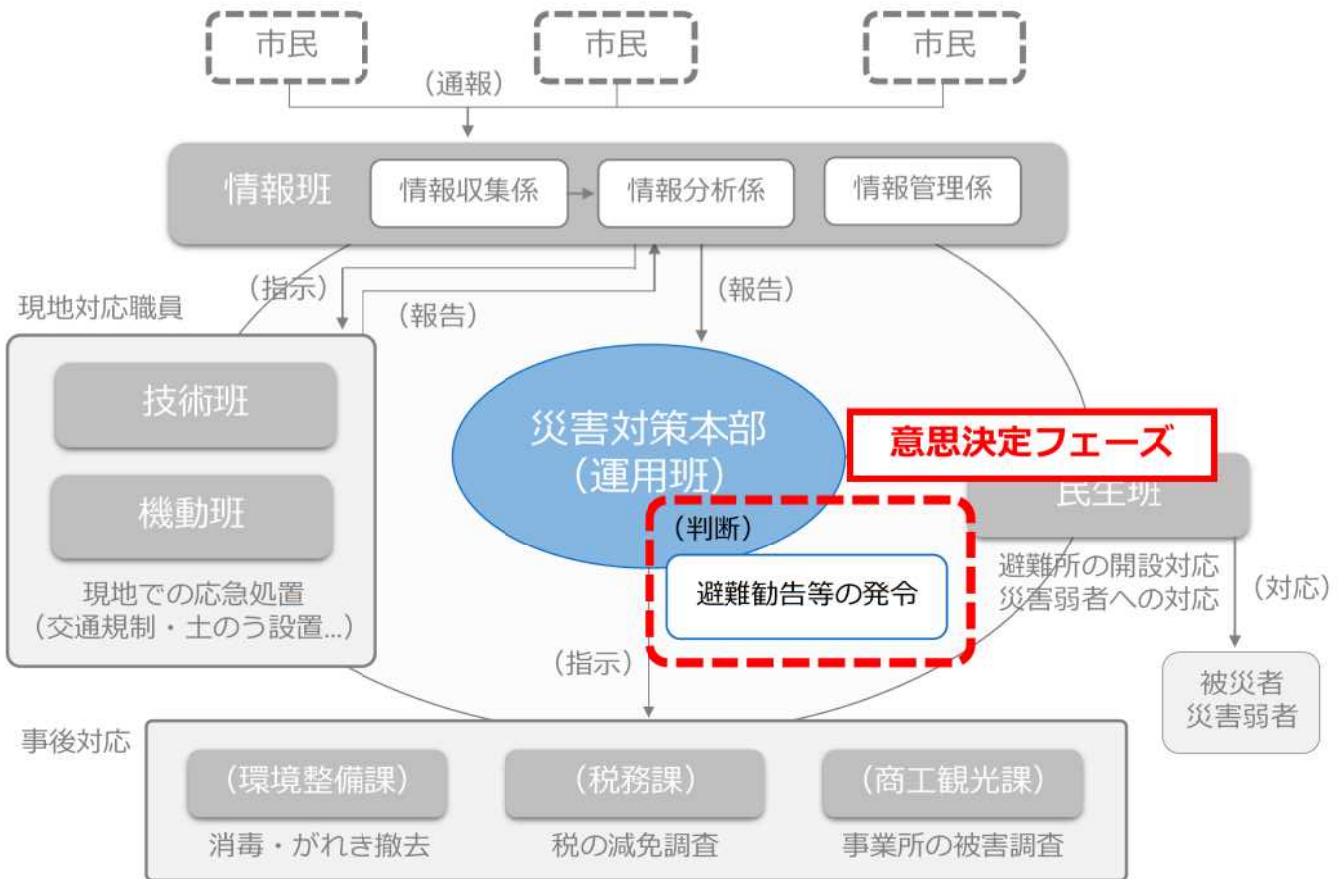 市民
市民
市民
（通報）
情報班
情報収集係
情報分析係
情報管理係
（指示）
（報告）
（報告）
現地対応職員
技術班
機動班
現地での応急処置
（交通規制・土のう設置...）
災害対策本部
（運用班）
意思決定フェーズ
（判断）
避難勧告等の発令
民生班
避難所の開設対応
災害弱者への対応
（対応）
被災者
災害弱者
（指示）
事後対応
（環境整備課）
消毒・がれき撤去
（税務課）
税の減免調査
（商工観光課）
事業所の被害調査